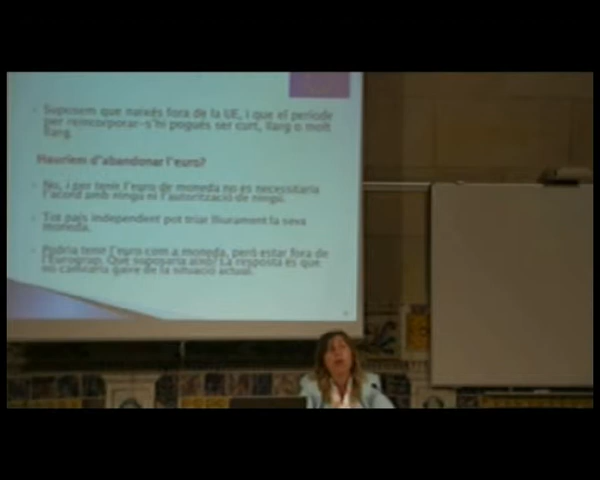 Suposem que naixés fora de la UE, i que el període
per reincorporar-s'hi pogués ser curt, llarg o molt
llarg.
Hauríem d'abandonar l'euro?
No, i per tenir l'euro de moneda no es necessitaria
l'acord amb ningú ni l'autorització de ningú.
Tot país independent pot triar lliurament la seva
moneda.
Podria tenir l'euro com a moneda, però estar fora de
l'Eurogrup. Què suposaria això? La resposta és que
no canviaria gaire de la situació actual.